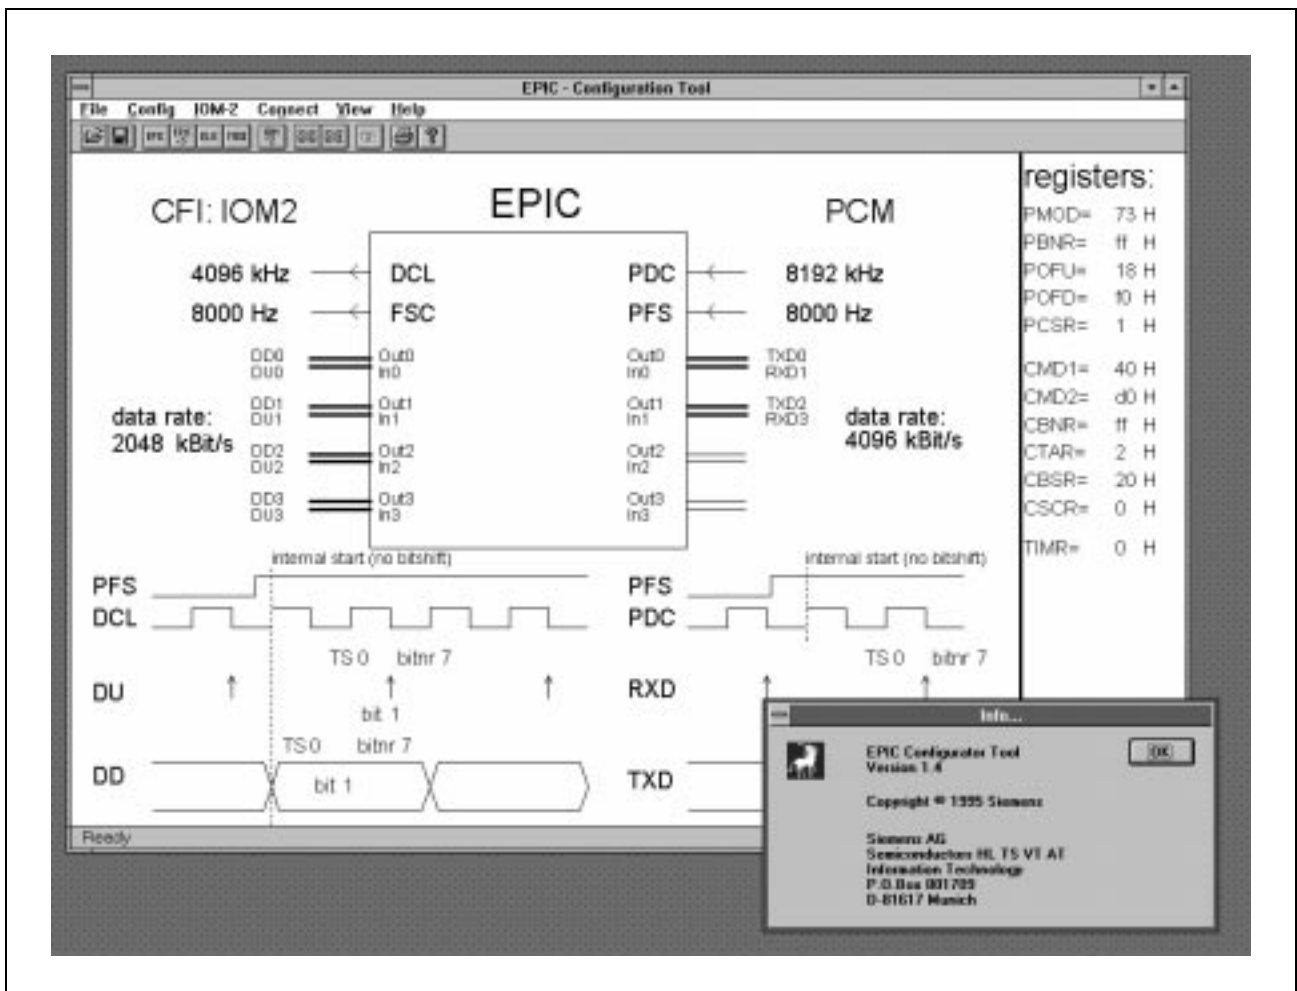 EPIC - Configuration Tool
File Config IOM-2 Connect View Help
CFI: IOM2
EPIC
PCM
4096 kHz
DCL
PDC
8192 kHz
8000 Hz
FSC
PFS
8000 Hz
DD0
DU0
Out0
In0
Out0
In0
TXD0
RXD1
DD1
DU1
Out1
In1
Out1
In1
TXD2
RXD3
data rate:
2048 kBit/s
data rate:
4096 kBit/s
DD2
DU2
Out2
In2
Out2
In2
DD3
DU3
Out3
In3
Out3
In3
registers:
PMOD= 73 H
PBNR= ff H
POFU= 18 H
POFD= f0 H
PCSR= 1 H
CMD1= 40 H
CMD2= d0 H
CBNR= ff H
CTAR= 2 H
CBSR= 20 H
CSCR= 0 H
TIMR= 0 H
internal start (no bitshift)
PFS
DCL
TS 0 bitnr 7
DU
bit 1
TS 0 bitnr 7
DD
bit 1
internal start (no bitshift)
PFS
PDC
TS 0 bitnr 7
RXD
TXD
Ready
Info...
EPIC Configurator Tool
Version 1.4
OK
Copyright © 1995 Siemens
Siemens AG
Semiconductors HL TS VT AT
Information Technology
P.O.Box 801709
D-81617 Munich